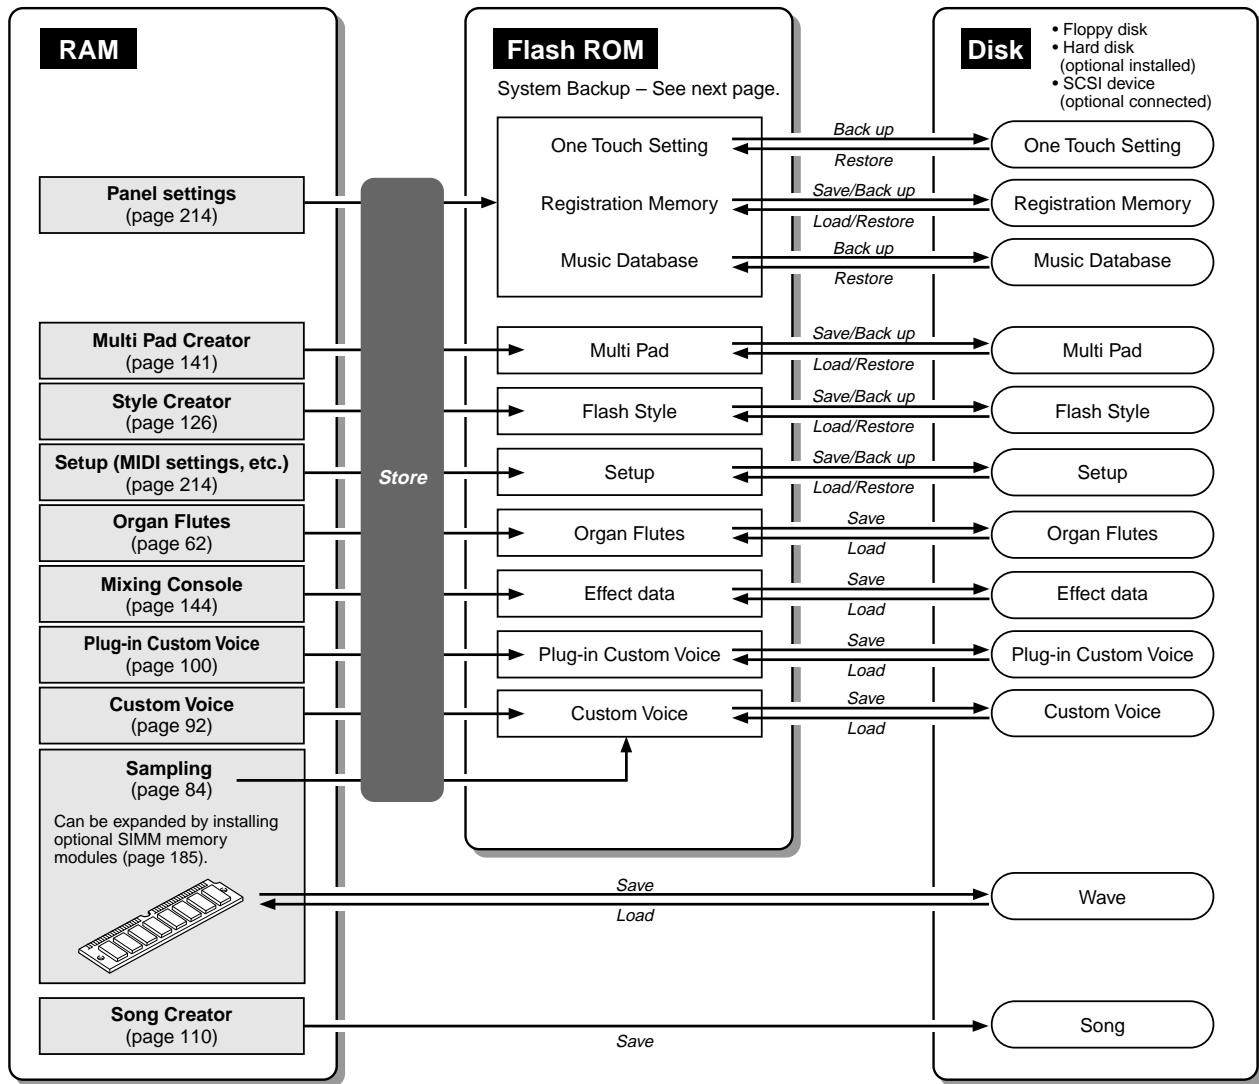 RAM
Panel settings
(page 214)
Multi Pad Creator
(page 141)
Style Creator
(page 126)
Setup (MIDI settings, etc.)
(page 214)
Organ Flutes
(page 62)
Mixing Console
(page 144)
Plug-in Custom Voice
(page 100)
Custom Voice
(page 92)
Sampling
(page 84)
Can be expanded by installing
optional SIMM memory
modules (page 185).
Song Creator
(page 110)
Store
Flash ROM
System Backup – See next page.
One Touch Setting
Registration Memory
Music Database
Multi Pad
Flash Style
Setup
Organ Flutes
Effect data
Plug-in Custom Voice
Custom Voice
Back up
Restore
Save/Back up
Load/Restore
Back up
Restore
Save/Back up
Load/Restore
Save/Back up
Load/Restore
Save/Back up
Load/Restore
Save
Load
Save
Load
Save
Load
Save
Load
Save
Load
Save
Disk
• Floppy disk
• Hard disk
(optional installed)
• SCSI device
(optional connected)
One Touch Setting
Registration Memory
Music Database
Multi Pad
Flash Style
Setup
Organ Flutes
Effect data
Plug-in Custom Voice
Custom Voice
Wave
Song